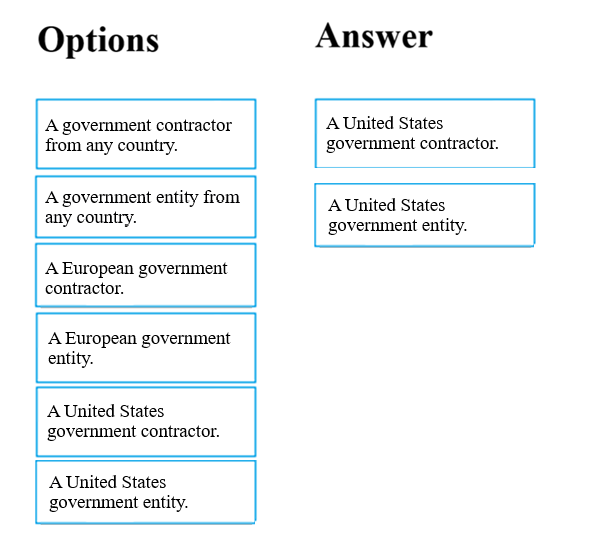 Options
A government contractor
from any country.
A government entity from
any country.
A European government
contractor.
A European government
entity.
A United States
government contractor.
A United States
government entity.
Answer
A United States
government contractor.
A United States
government entity.